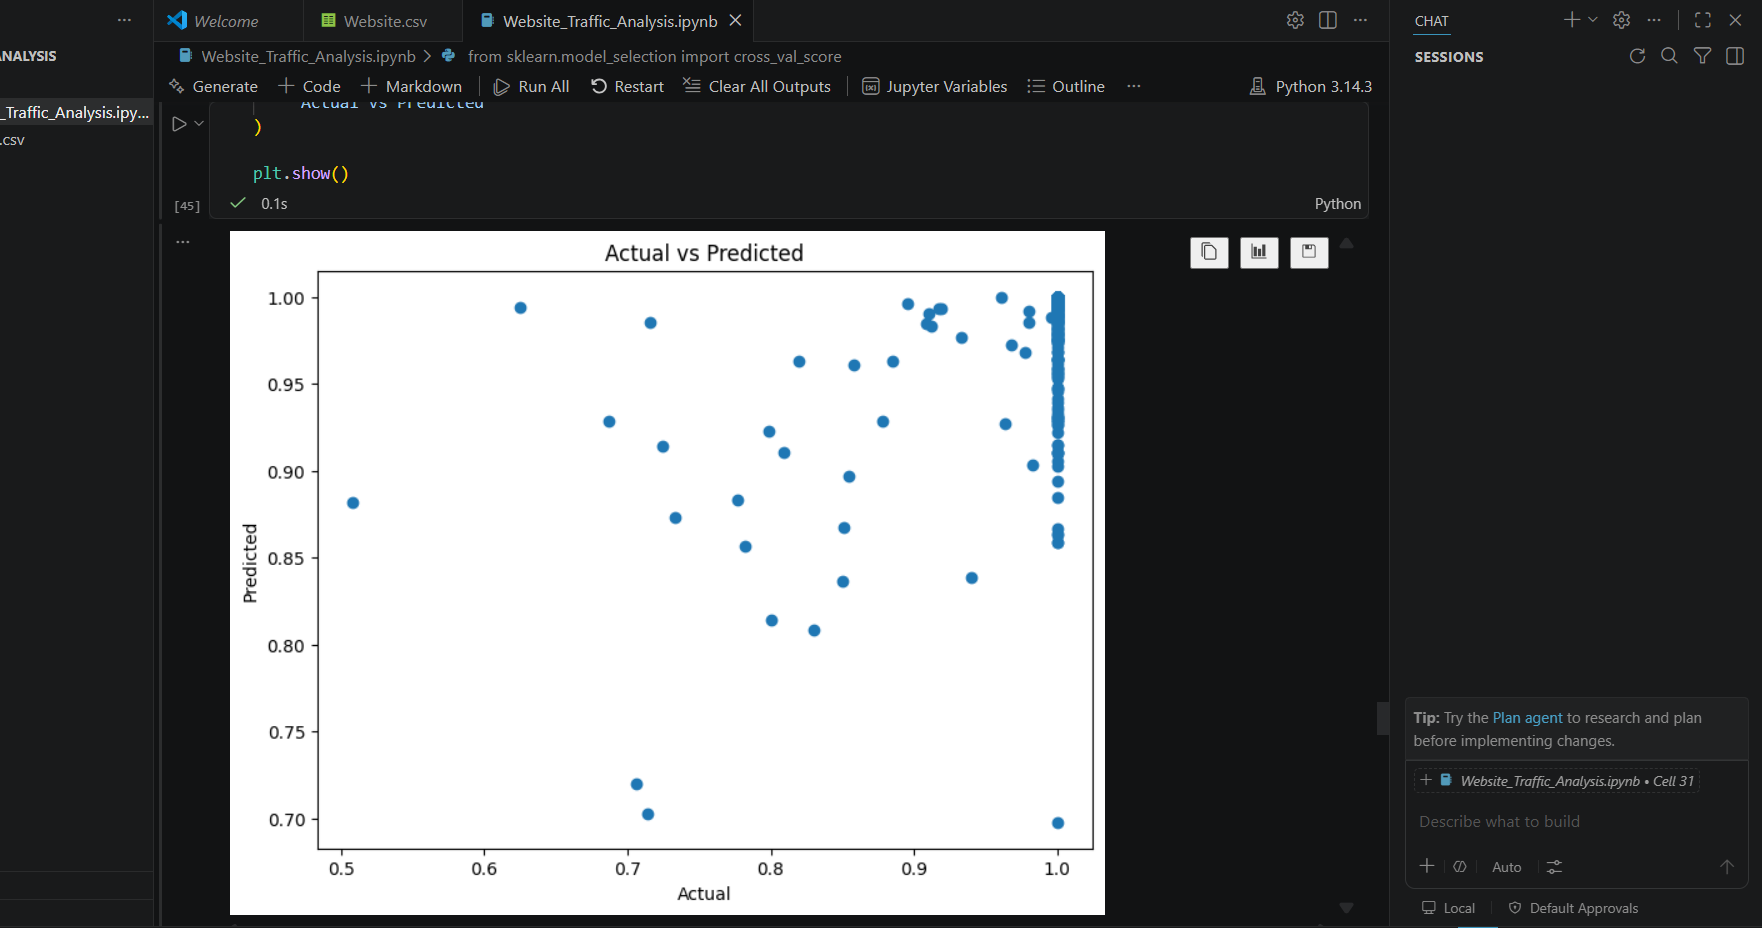 Welcome
Website.csv
Website_Traffic_Analysis.ipynb
CHAT
ANALYSIS
Website_Traffic_Analysis.ipynb > from sklearn.model_selection import cross_val_score
SESSIONS
Generate + Code + Markdown Run All Restart Clear All Outputs Jupyter Variables Outline ... Python 3.14.3
_Traffic_Analysis.ipy...
.csv
Actual vs Predicted
)
plt.show()
[45] 0.1s Python
Actual vs Predicted
1.00
0.95
0.90
0.85
0.80
0.75
0.70
Predicted
0.5 0.6 0.7 0.8 0.9 1.0
Actual
Tip: Try the Plan agent to research and plan
before implementing changes.
+ Website_Traffic_Analysis.ipynb • Cell 31
Describe what to build
Auto
Local Default Approvals